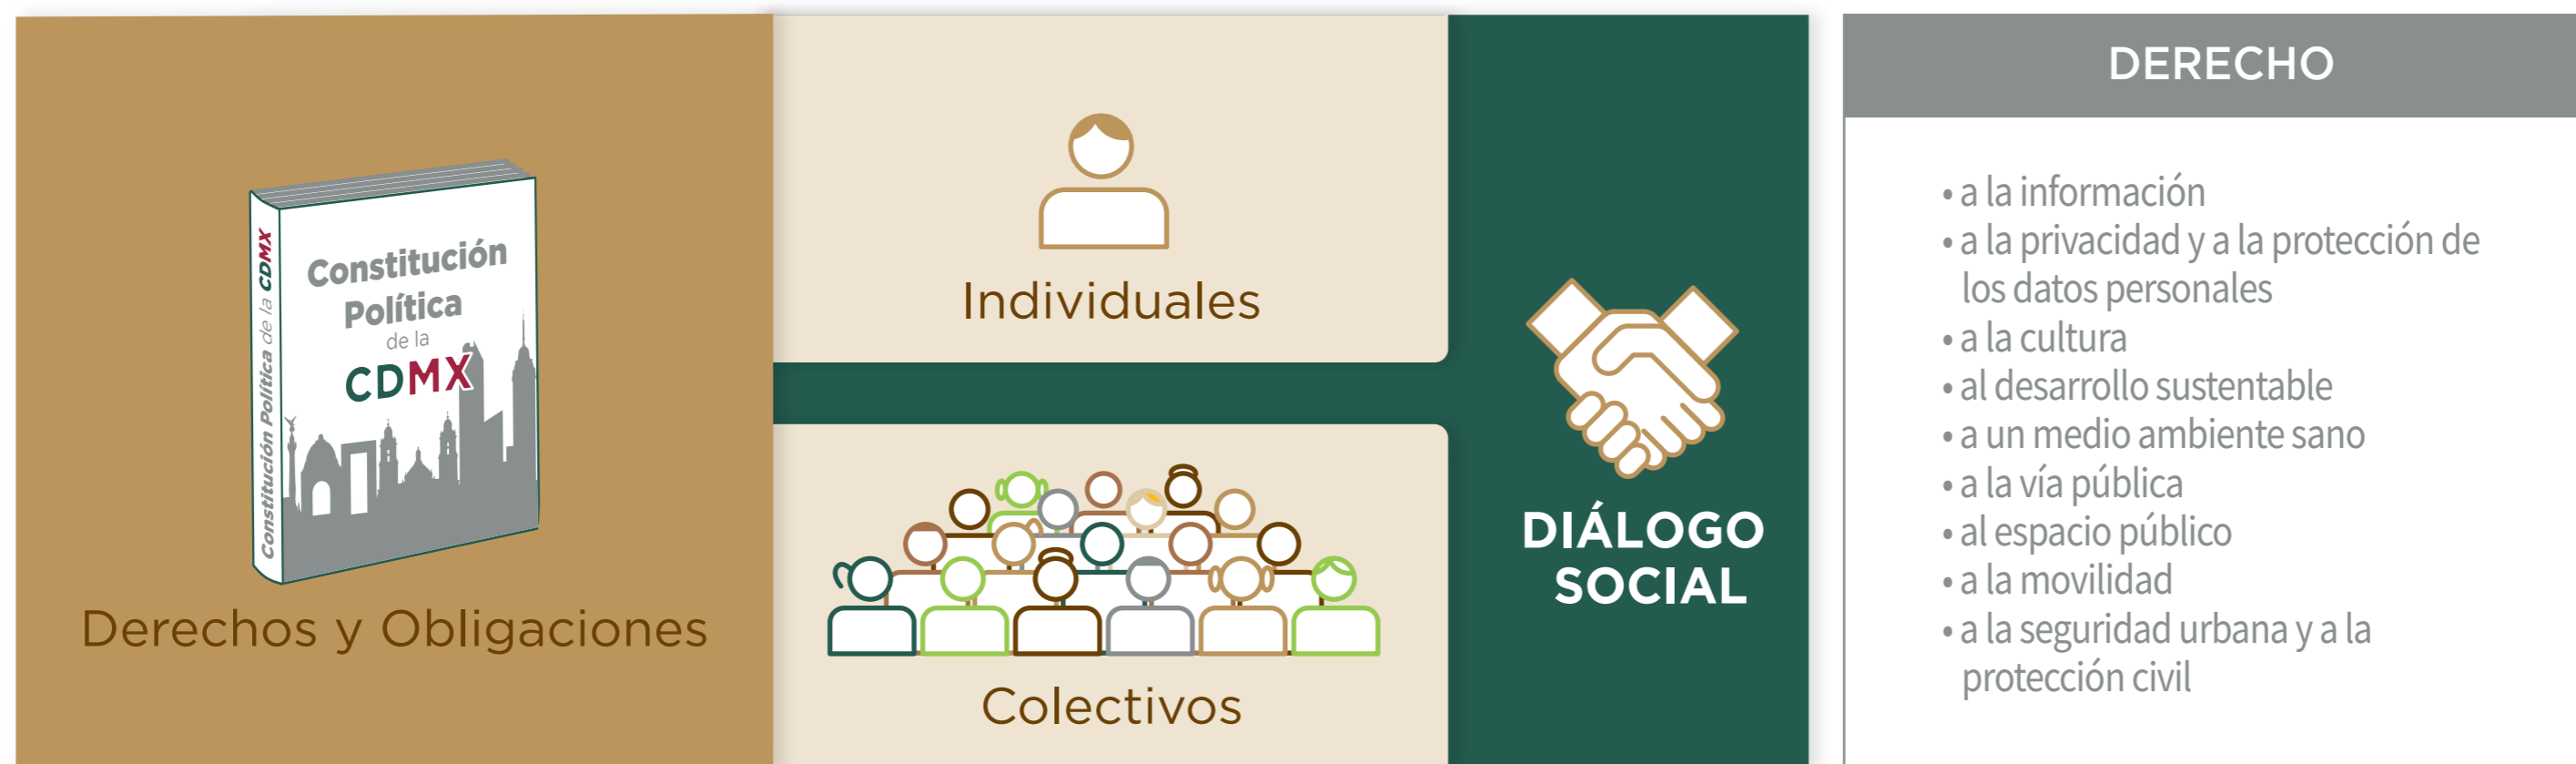 Constitución Política de la CDMX
Constitución
Política
de la
CDMX
Derechos y Obligaciones
Individuales
Colectivos
DIÁLOGO
SOCIAL
DERECHO
• a la información
• a la privacidad y a la protección de
los datos personales
• a la cultura
• al desarrollo sustentable
• a un medio ambiente sano
• a la vía pública
• al espacio público
• a la movilidad
• a la seguridad urbana y a la
protección civil